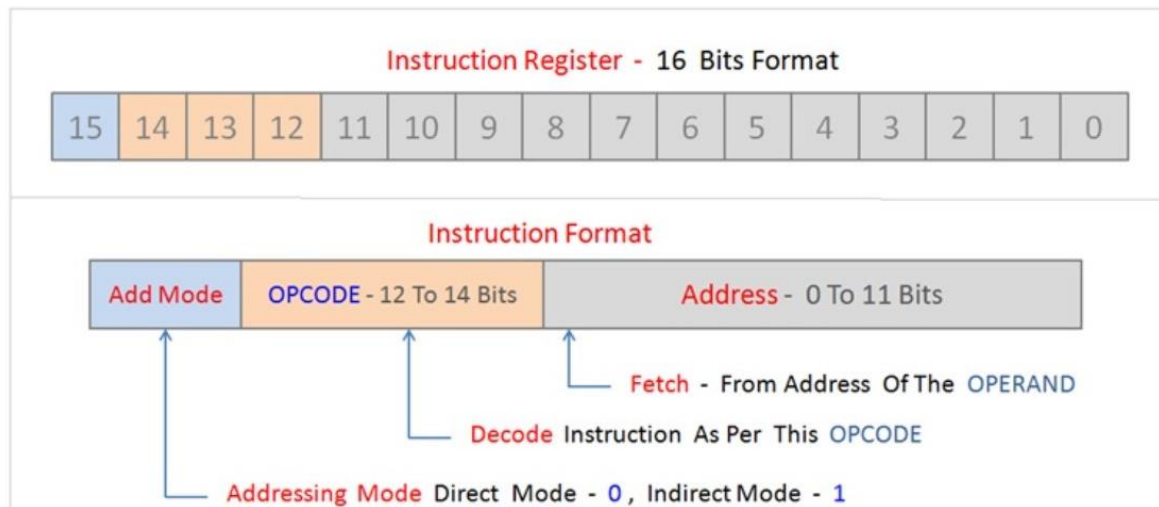 Instruction Register - 16 Bits Format
15 14 13 12 11 10 9 8 7 6 5 4 3 2 1 0
Instruction Format
Add Mode OPCODE - 12 To 14 Bits Address - 0 To 11 Bits
Fetch - From Address Of The OPERAND
Decode Instruction As Per This OPCODE
Addressing Mode Direct Mode - 0 , Indirect Mode - 1